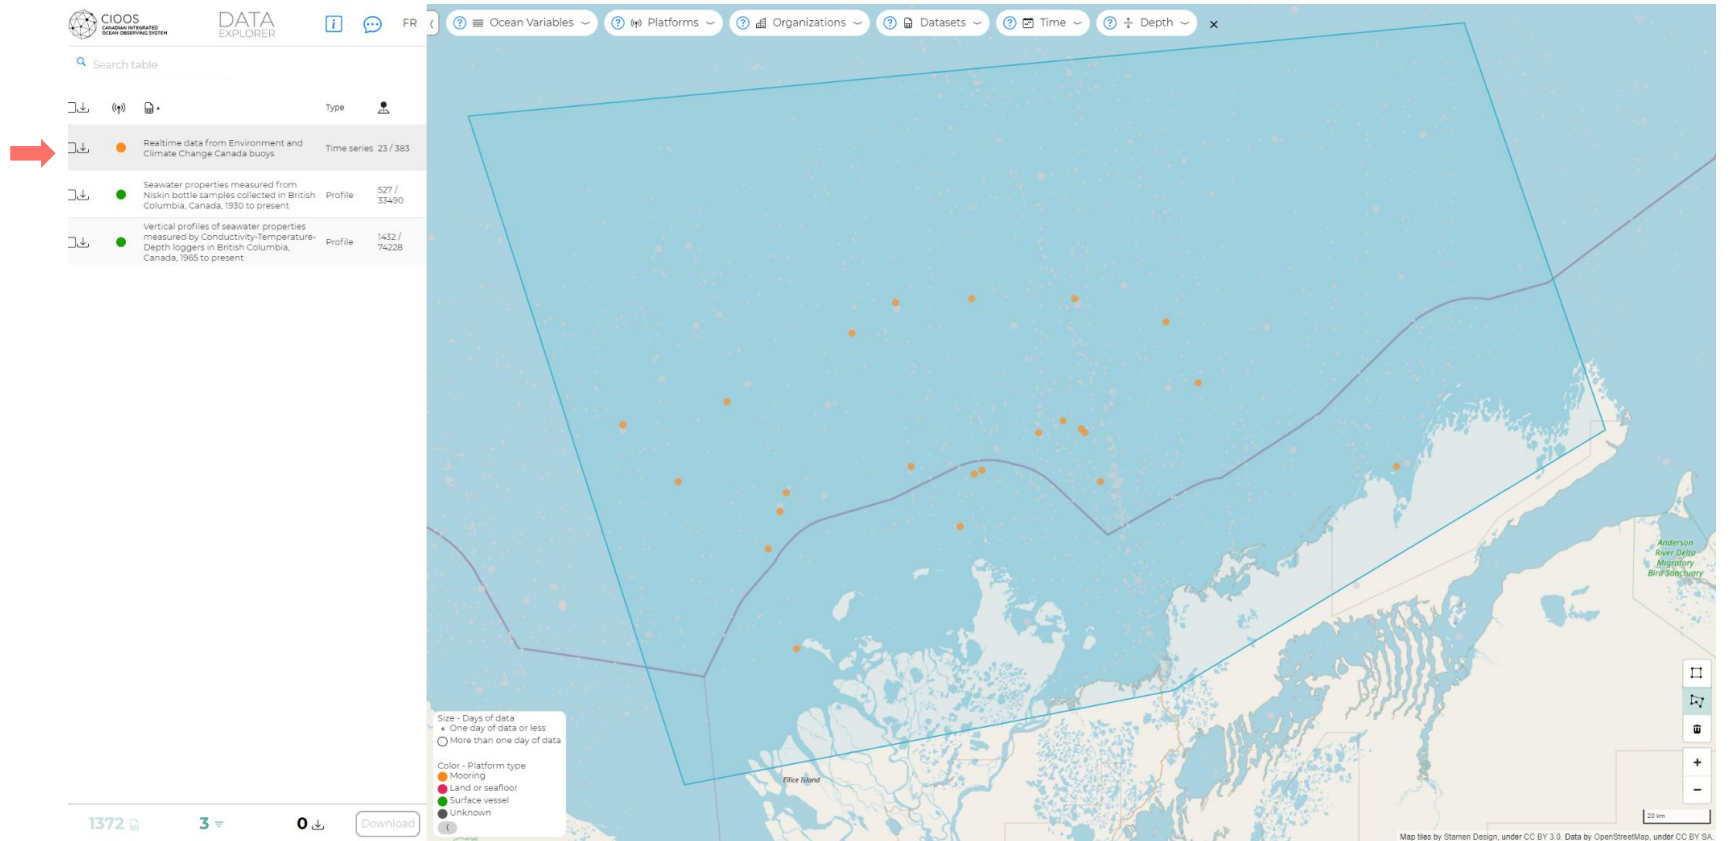 CIOOS
CANADIAN INTEGRATED
OCEAN OBSERVING SYSTEM
DATA
EXPLORER
i
FR
? Ocean Variables
? Platforms
? Organizations
? Datasets
? Time
? Depth
×
Search table
Type
Realtime data from Environment and
Climate Change Canada buoys
Time series
23 / 383
Seawater properties measured from
Niskin bottle samples collected in British
Columbia, Canada, 1930 to present
Profile
527 /
33490
Vertical profiles of seawater properties
measured by Conductivity-Temperature-
Depth loggers in British Columbia,
Canada, 1965 to present
Profile
1432 /
74228
Anderson
River Delta
Migratory
Bird Sanctuary
Ellice Island
Size - Days of data
One day of data or less
More than one day of data
Color - Platform type
Mooring
Land or seafloor
Surface vessel
Unknown
+
−
20 km
1372
3
0
Download
Map tiles by Stamen Design, under CC BY 3.0. Data by OpenStreetMap, under CC BY SA.